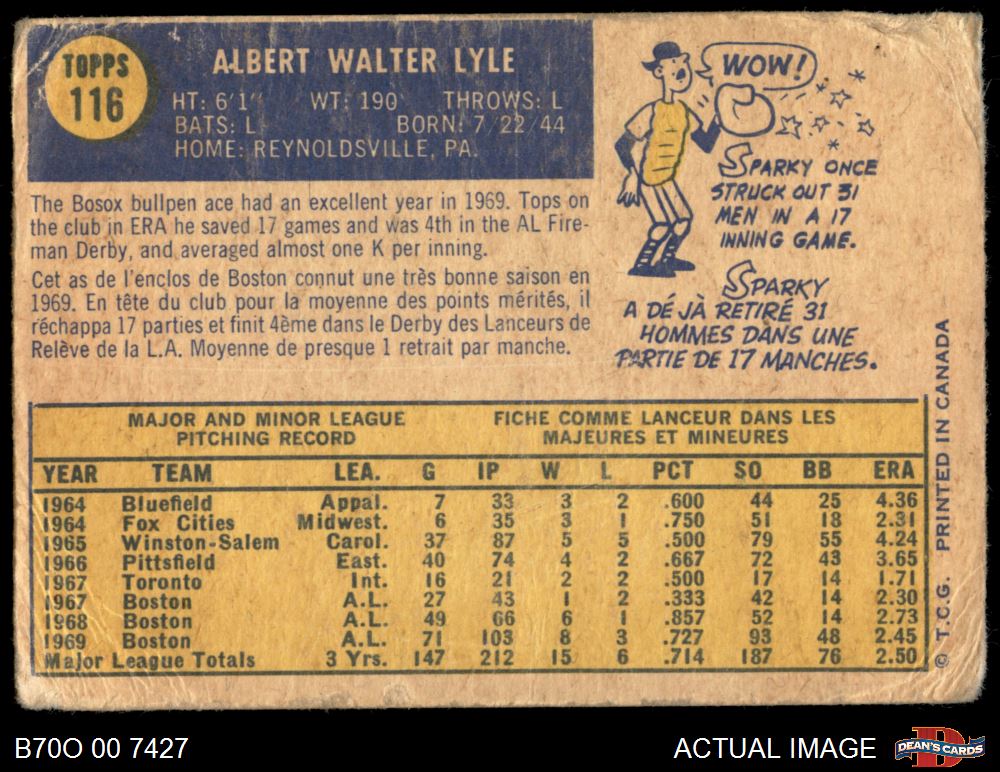 TOPPS
116
ALBERT WALTER LYLE
HT: 6'1" WT: 190 THROWS: L
BATS: L BORN: 7/22/44
HOME: REYNOLDSVILLE, PA.
The Bosox bullpen ace had an excellent year in 1969. Tops on
the club in ERA he saved 17 games and was 4th in the AL Fire-
man Derby, and averaged almost one K per inning.
Cet as de l'enclos de Boston connut une très bonne saison en
1969. En tête du club pour la moyenne des points mérités, il
réchappa 17 parties et finit 4ème dans le Derby des Lanceurs de
Relève de la L.A. Moyenne de presque 1 retrait par manche.
WOW!
SPARKY ONCE
STRUCK OUT 31
MEN IN A 17
INNING GAME.
SPARKY
A DÉJÀ RETIRÉ 31
HOMMES DANS UNE
PARTIE DE 17 MANCHES.
MAJOR AND MINOR LEAGUE
PITCHING RECORD
FICHE COMME LANCEUR DANS LES
MAJEURES ET MINEURES
YEAR TEAM LEA. G IP W L PCT SO BB ERA
1964 Bluefield Appal. 7 33 3 2 .600 44 25 4.36
1964 Fox Cities Midwest. 6 35 3 1 .750 51 18 2.31
1965 Winston-Salem Carol. 37 87 5 5 .500 79 55 4.24
1966 Pittsfield East. 40 74 4 2 .667 72 43 3.65
1967 Toronto Int. 16 21 2 2 .500 17 14 1.71
1967 Boston A.L. 27 43 1 2 .333 42 14 2.30
1968 Boston A.L. 49 66 6 1 .857 52 14 2.73
1969 Boston A.L. 71 103 8 3 .727 93 48 2.45
Major League Totals 3 Yrs. 147 212 15 6 .714 187 76 2.50
© T.C.G. PRINTED IN CANADA
B70O 00 7427
ACTUAL IMAGE
D
DEAN'S CARDS